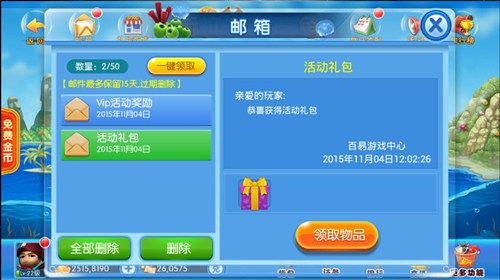 邮箱
数量：2/50
一键领取
【邮件最多保留15天,过期删除】
Vip活动奖励
2015年11月04日
活动礼包
2015年11月04日
全部删除
删除
活动礼包
亲爱的玩家:
恭喜获得活动礼包
百易游戏中心
2015年11月04日12:02:26
领取物品
免费金币
Lv.22级
2515,8190
26,0575
更多功能